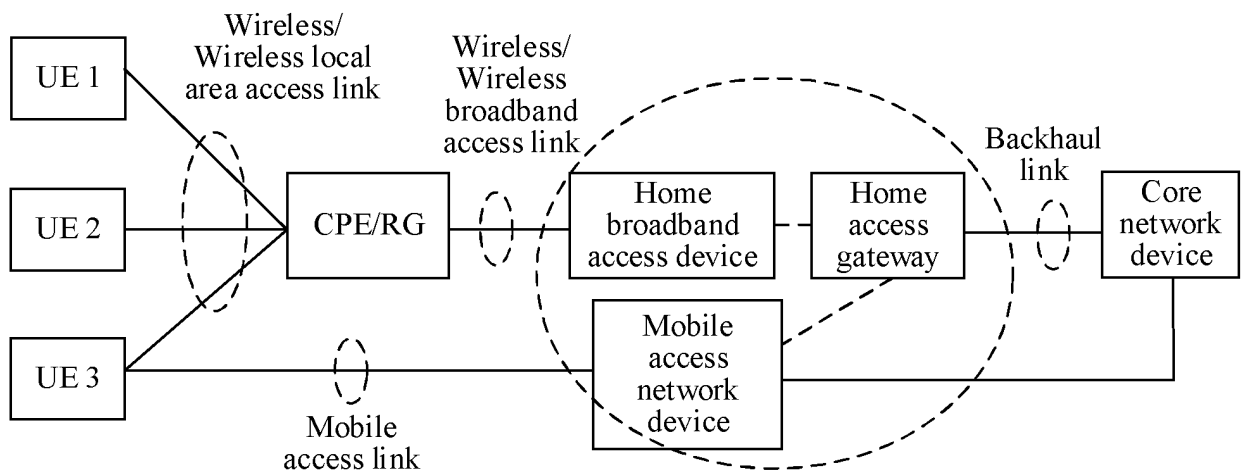 Wireless/
Wireless local
area access link
Wireless/
Wireless
broadband
access link
Backhaul
link
UE 1
UE 2
UE 3
CPE/RG
Home
broadband
access device
Home
access
gateway
Core
network
device
Mobile
access
network
device
Mobile
access link